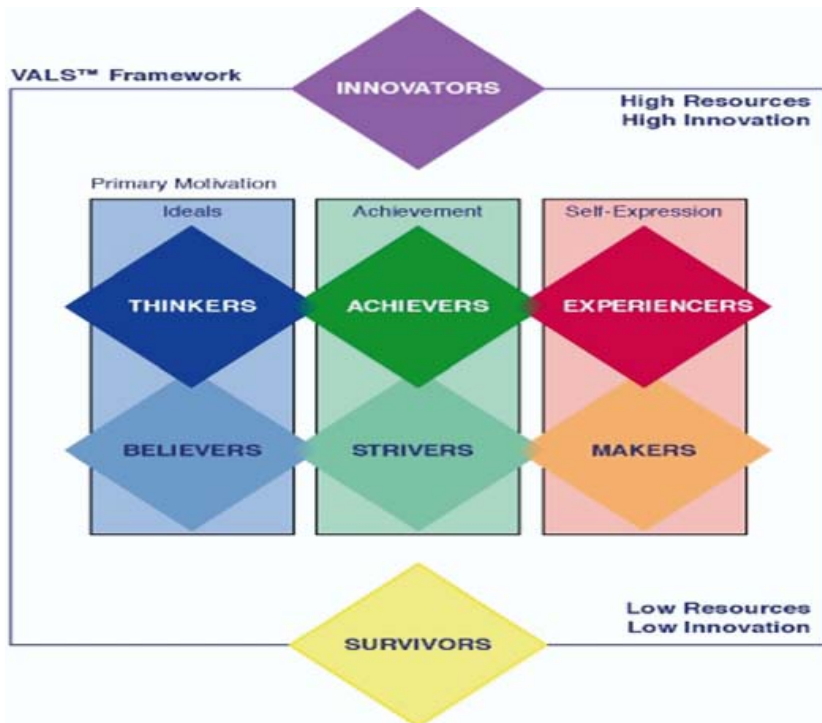 VALS™ Framework
INNOVATORS
High Resources
High Innovation
Primary Motivation
Ideals
Achievement
Self-Expression
THINKERS
ACHIEVERS
EXPERIENCERS
BELIEVERS
STRIVERS
MAKERS
Low Resources
Low Innovation
SURVIVORS